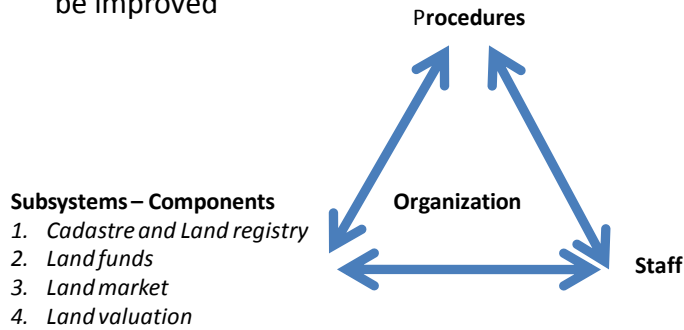 be improved
Procedures
Subsystems – Components
Organization
1. Cadastre and Land registry
2. Land funds
Staff
3. Land market
4. Land valuation